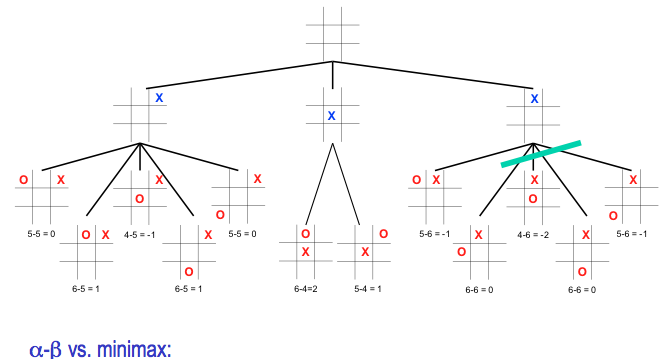 X
X
X
O X
X
O
X
O
O X
X
5-5 = 0
4-5 = -1
5-5 = 0
5-6 = -1
4-6 = -2
O
5-6 = -1
O X
X
O
O
X
O
X
X
O
X
O
6-5 = 1
6-5 = 1
6-4=2
5-4 = 1
6-6 = 0
6-6 = 0
α-β vs. minimax: